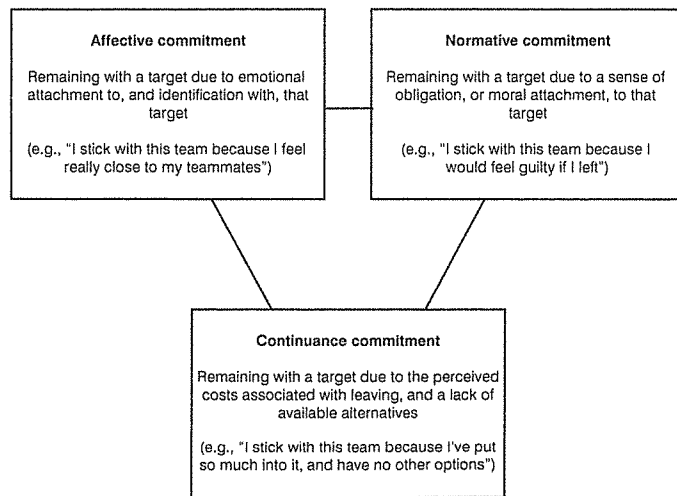 Affective commitment
Remaining with a target due to emotional
attachment to, and identification with, that
target
(e.g., "I stick with this team because I feel
really close to my teammates")
Normative commitment
Remaining with a target due to a sense of
obligation, or moral attachment, to that
target
(e.g., "I stick with this team because I
would feel guilty if I left")
Continuance commitment
Remaining with a target due to the perceived
costs associated with leaving, and a lack of
available alternatives
(e.g., "I stick with this team because I've put
so much into it, and have no other options")